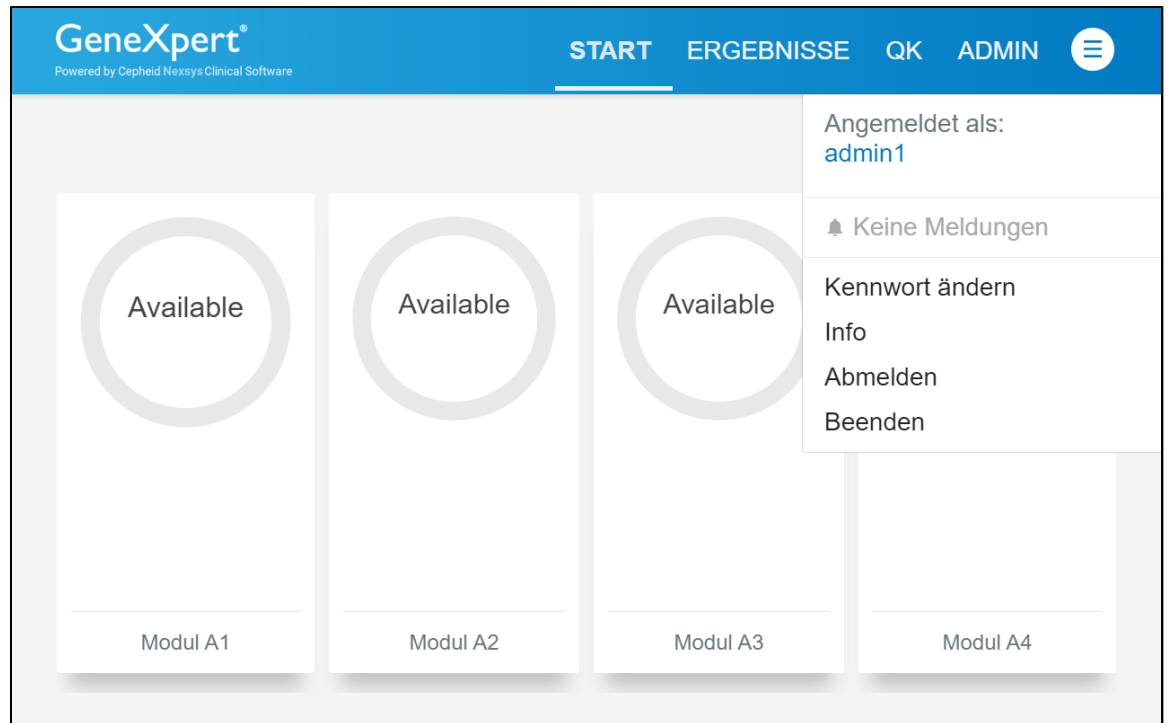 GeneXpert®
Powered by Cepheid Nexsys Clinical Software
START ERGEBNISSE QK ADMIN
Angemeldet als:
admin1
Keine Meldungen
Kennwort ändern
Info
Abmelden
Beenden
Available Available Available
Modul A1 Modul A2 Modul A3 Modul A4